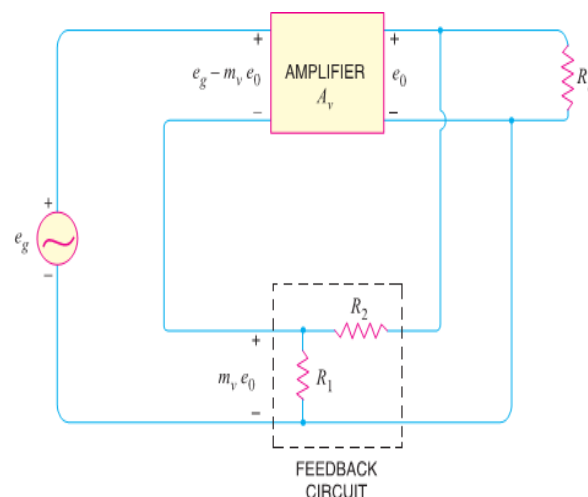 +
+
e_g – m_v e_0
AMPLIFIER
A_v
e_0
R
–
–
+
e_g
–
R_2
+
m_v e_0
R_1
–
FEEDBACK
CIRCUIT